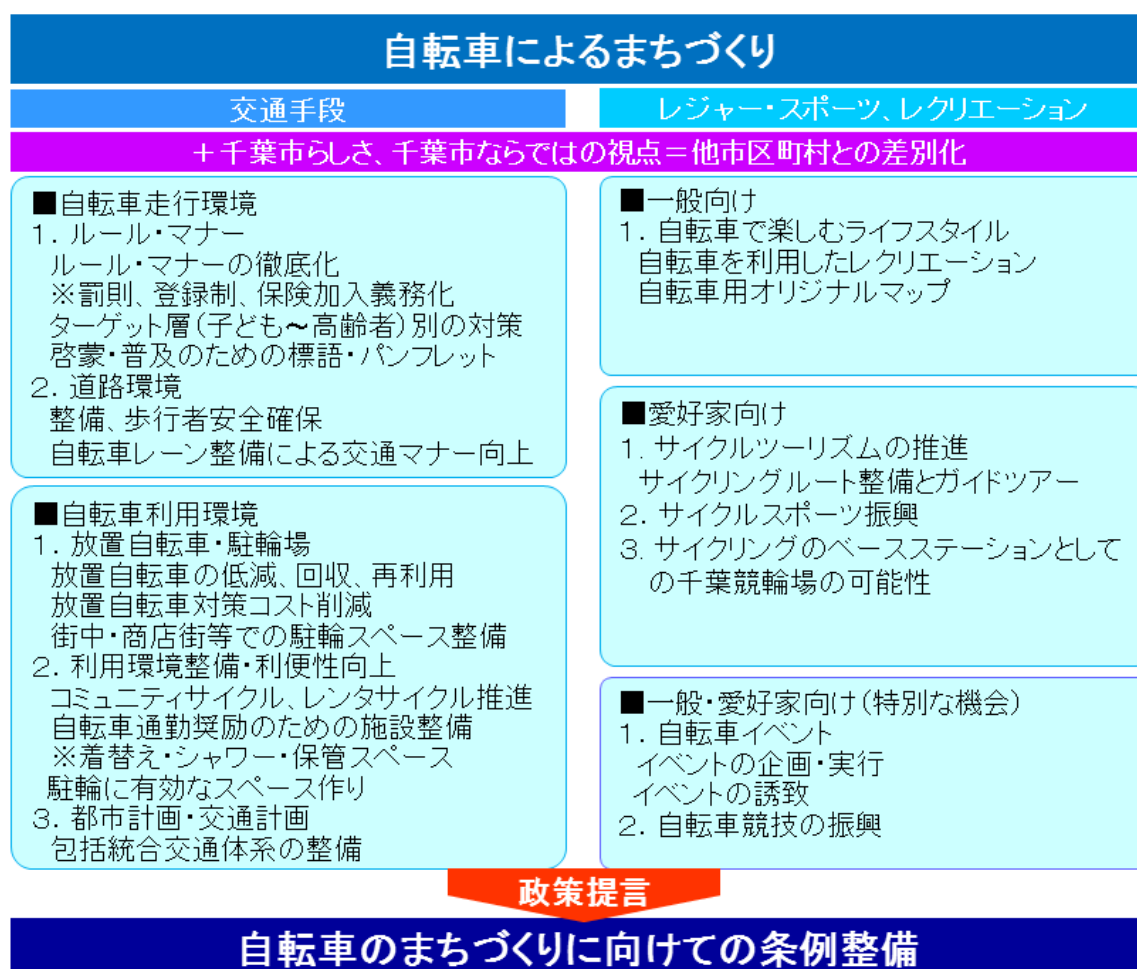 自転車によるまちづくり
交通手段
レジャー・スポーツ、レクリエーション
＋千葉市らしさ、千葉市ならではの視点＝他市区町村との差別化
■自転車走行環境
1．ルール・マナー
ルール・マナーの徹底化
※罰則、登録制、保険加入義務化
ターゲット層（子ども～高齢者）別の対策
啓蒙・普及のための標語・パンフレット
2．道路環境
整備、歩行者安全確保
自転車レーン整備による交通マナー向上
■自転車利用環境
1．放置自転車・駐輪場
放置自転車の低減、回収、再利用
放置自転車対策コスト削減
街中・商店街等での駐輪スペース整備
2．利用環境整備・利便性向上
コミュニティサイクル、レンタサイクル推進
自転車通勤奨励のための施設整備
※着替え・シャワー・保管スペース
駐輪に有効なスペース作り
3．都市計画・交通計画
包括統合交通体系の整備
■一般向け
1．自転車で楽しむライフスタイル
自転車を利用したレクリエーション
自転車用オリジナルマップ
■愛好家向け
1．サイクルツーリズムの推進
サイクリングルート整備とガイドツアー
2．サイクルスポーツ振興
3．サイクリングのベースステーションとして
の千葉競輪場の可能性
■一般・愛好家向け（特別な機会）
1．自転車イベント
イベントの企画・実行
イベントの誘致
2．自転車競技の振興
政策提言
自転車のまちづくりに向けての条例整備